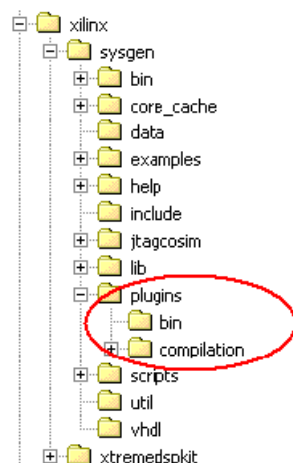 xilinx
sysgen
bin
core_cache
data
examples
help
include
jtagcosim
lib
plugins
bin
compilation
scripts
util
vhdl
xtremedspkit